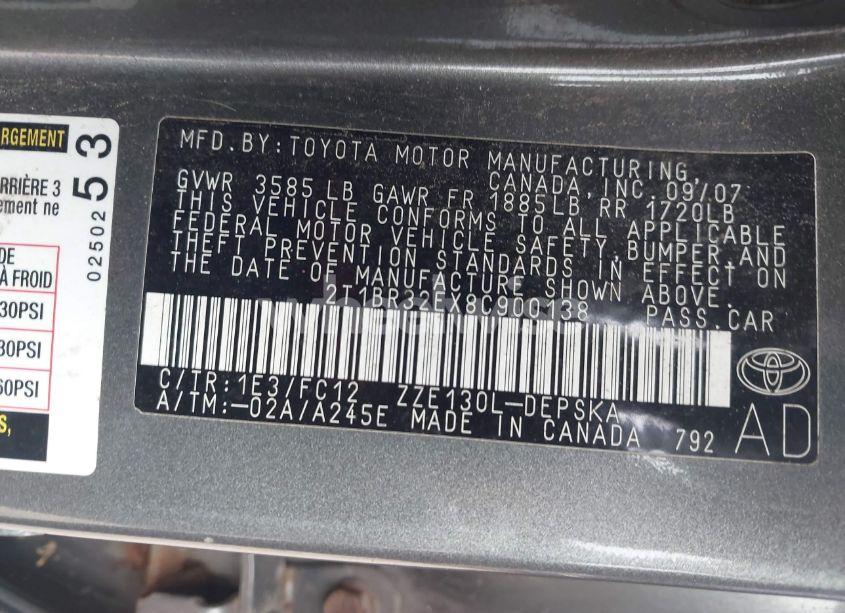 ARGEMENT
RRIÈRE 3
ement ne
DE
À FROID
30PSI
30PSI
60PSI
S,
02502
53
MFD.BY:TOYOTA MOTOR MANUFACTURING,
CANADA, INC. 09/07
GVWR 3585 LB GAWR FR 1885LB RR 1720LB
THIS VEHICLE CONFORMS TO ALL APPLICABLE
FEDERAL MOTOR VEHICLE SAFETY,BUMPER,AND
THEFT PREVENTION STANDARDS IN EFFECT ON
THE DATE OF MANUFACTURE SHOWN ABOVE.
PASS.CAR
C/TR:1E3/FC12 ZZE130L-DEPSKA
A/TM:-02A/A245E MADE IN CANADA 792
AD